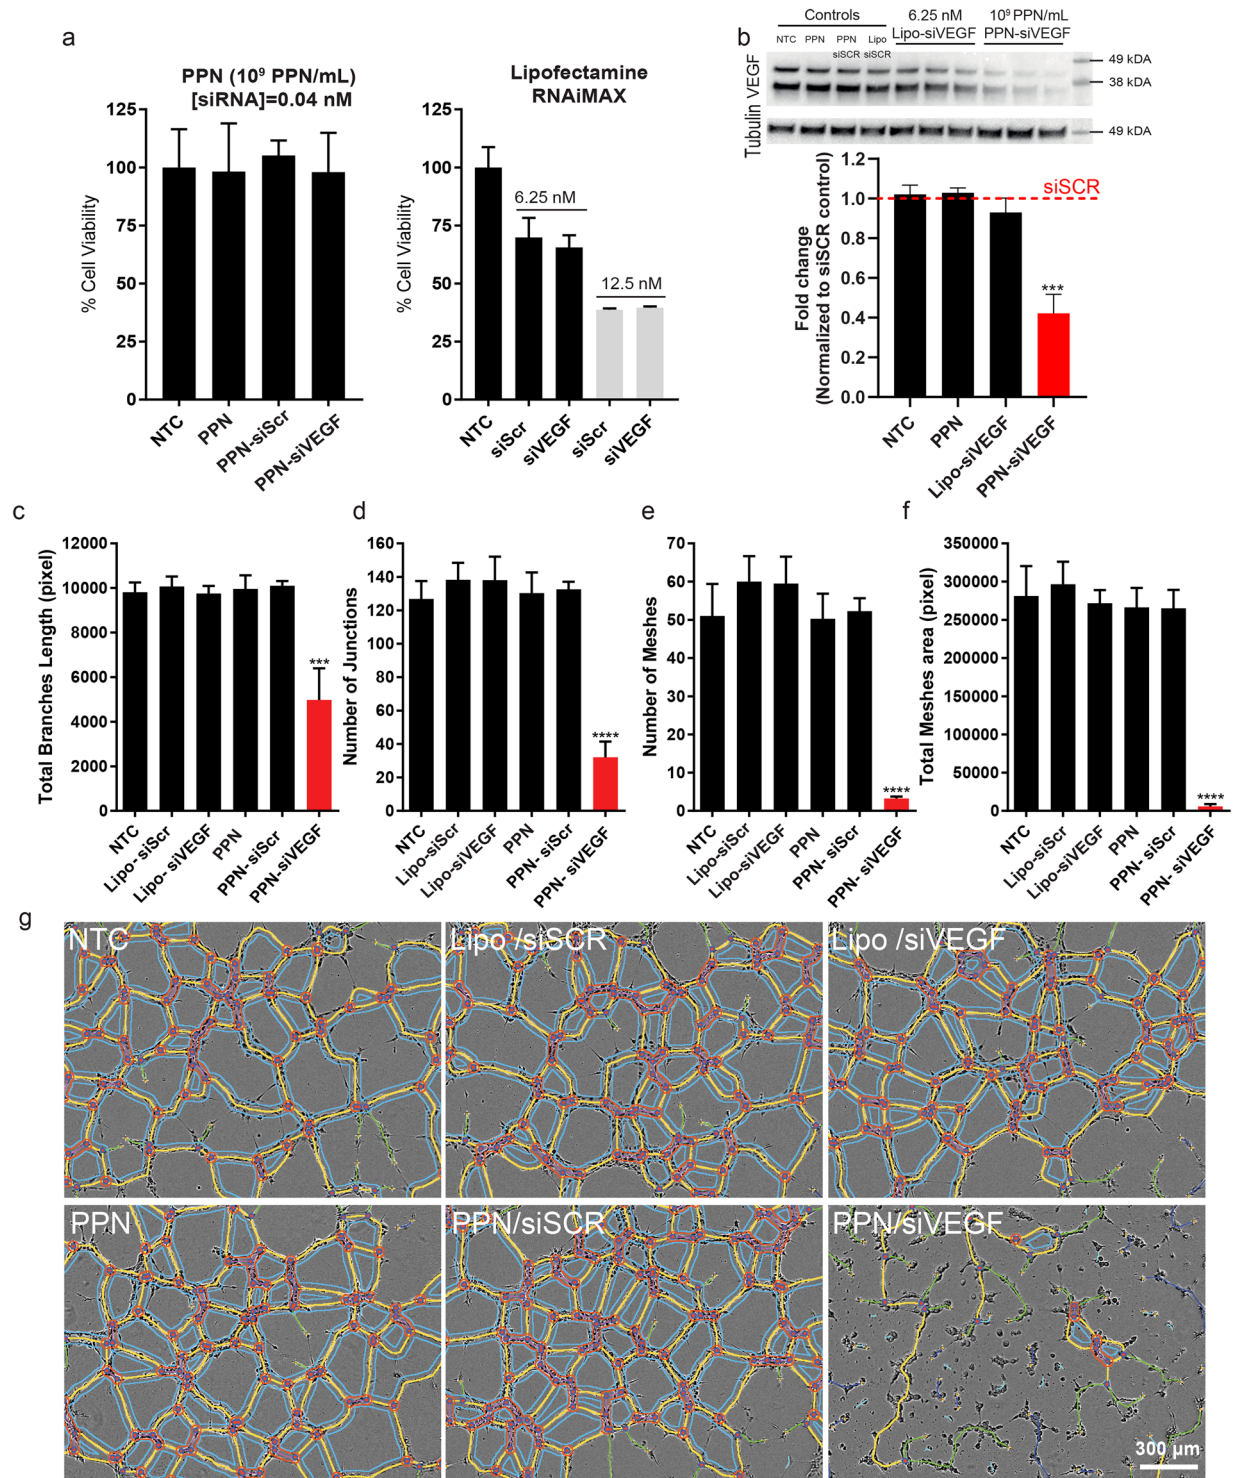 a
PPN (10⁹ PPN/mL)
[siRNA]=0.04 nM
% Cell Viability
125
100
75
50
25
0
NTC
PPN
PPN-siScr
PPN-siVEGF
Lipofectamine
RNAiMAX
% Cell Viability
125
100
75
50
25
0
6.25 nM
12.5 nM
NTC
siScr
siVEGF
siScr
siVEGF
b
Controls
6.25 nM
Lipo-siVEGF
10⁹ PPN/mL
PPN-siVEGF
NTC
PPN
PPN
siSCR
Lipo
siSCR
Tubulin VEGF
49 kDA
38 kDA
49 kDA
Fold change
(Normalized to siSCR control)
1.2
1.0
0.8
0.6
0.4
0.2
0.0
siSCR
***
NTC
PPN
Lipo-siVEGF
PPN-siVEGF
c
Total Branches Length (pixel)
12000
10000
8000
6000
4000
2000
0
***
NTC
Lipo- siScr
Lipo- siVEGF
PPN
PPN- siScr
PPN-siVEGF
d
Number of Junctions
160
140
120
100
80
60
40
20
0
****
NTC
Lipo-siScr
Lipo-siVEGF
PPN
PPN- siScr
PPN- siVEGF
e
Number of Meshes
70
60
50
40
30
20
10
0
****
NTC
Lipo-siScr
Lipo-siVEGF
PPN
PPN- siScr
PPN- siVEGF
f
Total Meshes area (pixel)
350000
300000
250000
200000
150000
100000
50000
0
****
NTC
Lipo-siScr
Lipo-siVEGF
PPN
PPN- siScr
PPN- siVEGF
g
NTC
Lipo /siSCR
Lipo /siVEGF
PPN
PPN/siSCR
PPN/siVEGF
300 µm